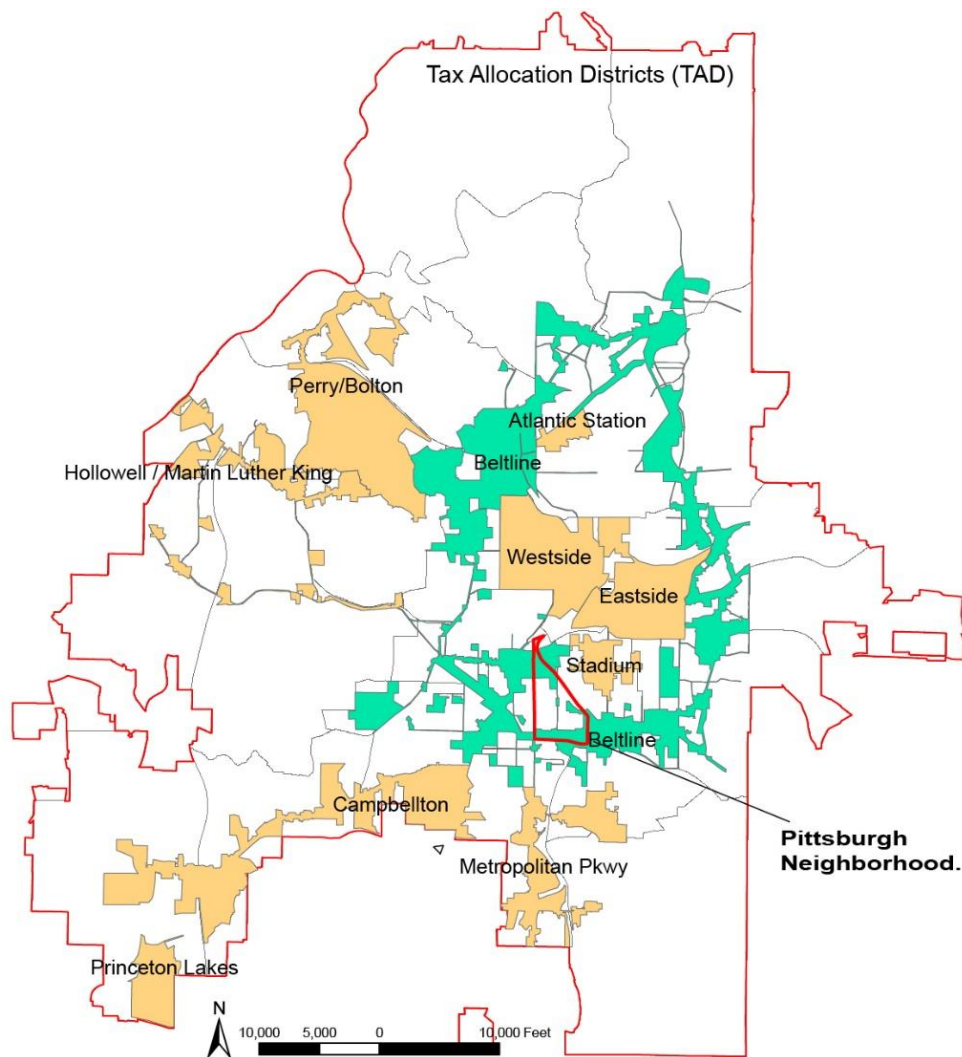 Tax Allocation Districts (TAD)
Perry/Bolton
Atlantic Station
Beltline
Hollowell / Martin Luther King
Westside
Eastside
Stadium
Beltline
Campbellton
Pittsburgh
Neighborhood.
Metropolitan Pkwy
Princeton Lakes
N
10,000 5,000 0 10,000 Feet